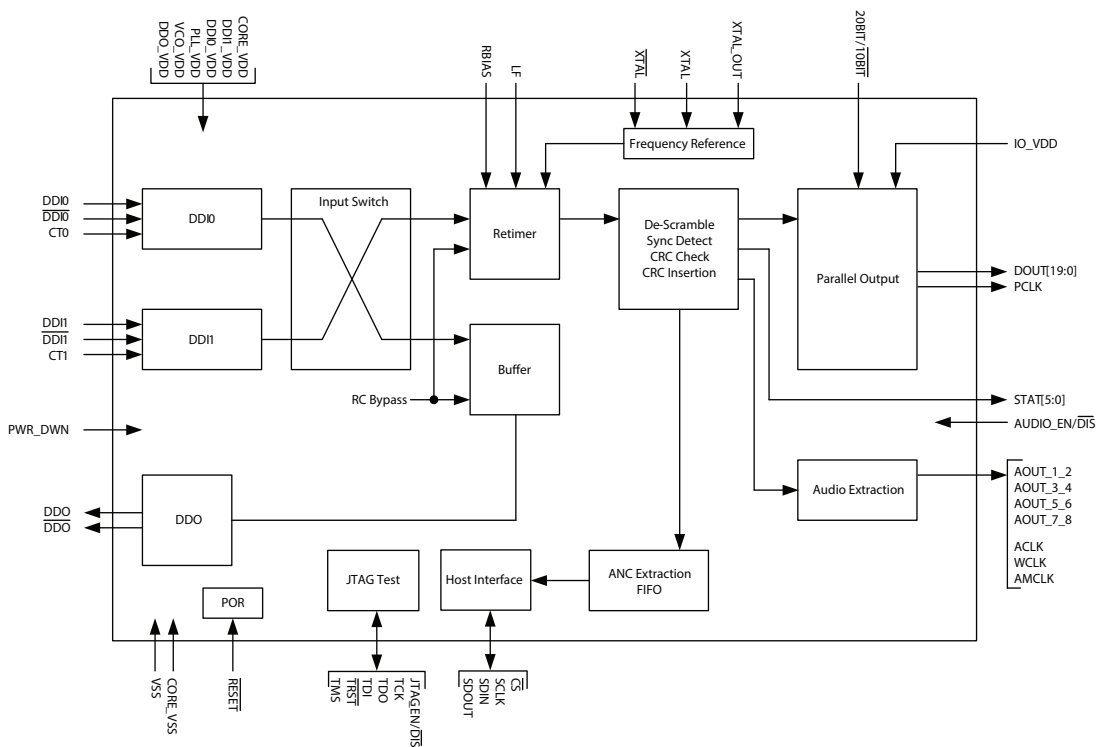 CORE_VDD
DDI1_VDD
DDI0_VDD
PLL_VDD
VCO_VDD
DDO_VDD
RBIAS
LF
XTAL
XTAL
XTAL_OUT
20BIT/10BIT
Frequency Reference
IO_VDD
DDI0
DDI0
CT0
DDI0
Input Switch
Retimer
De-Scramble
Sync Detect
CRC Check
CRC Insertion
Parallel Output
DOUT[19:0]
PCLK
DDI1
DDI1
CT1
DDI1
Buffer
RC Bypass
STAT[5:0]
AUDIO_EN/DIS
PWR_DWN
Audio Extraction
AOUT_1_2
AOUT_3_4
AOUT_5_6
AOUT_7_8
ACLK
WCLK
AMCLK
DDO
DDO
DDO
JTAG Test
Host Interface
ANC Extraction
FIFO
POR
VSS
CORE_VSS
RESET
JTAGEN/DIS
TCK
TDO
TDI
TRST
TMS
CS
SCLK
SDIN
SDOUT